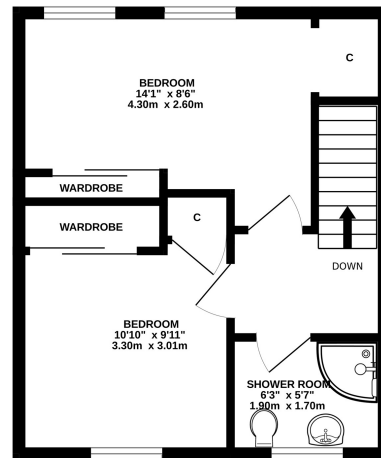 BEDROOM
14'1" x 8'6"
4.30m x 2.60m
C
WARDROBE
WARDROBE
C
DOWN
BEDROOM
10'10" x 9'11"
3.30m x 3.01m
SHOWER ROOM
6'3" x 5'7"
1.90m x 1.70m